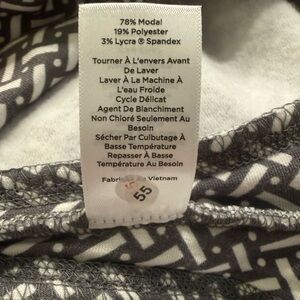 78% Modal
19% Polyester
3% Lycra ® Spandex
Tourner À L'envers Avant
De Laver
Laver À La Machine À
L'eau Froide
Cycle Délicat
Agent De Blanchiment
Non Chloré Seulement Au
Besoin
Sécher Par Culbutage À
Basse Température
Repasser À Basse
Température Au Besoin
Vietnam
55